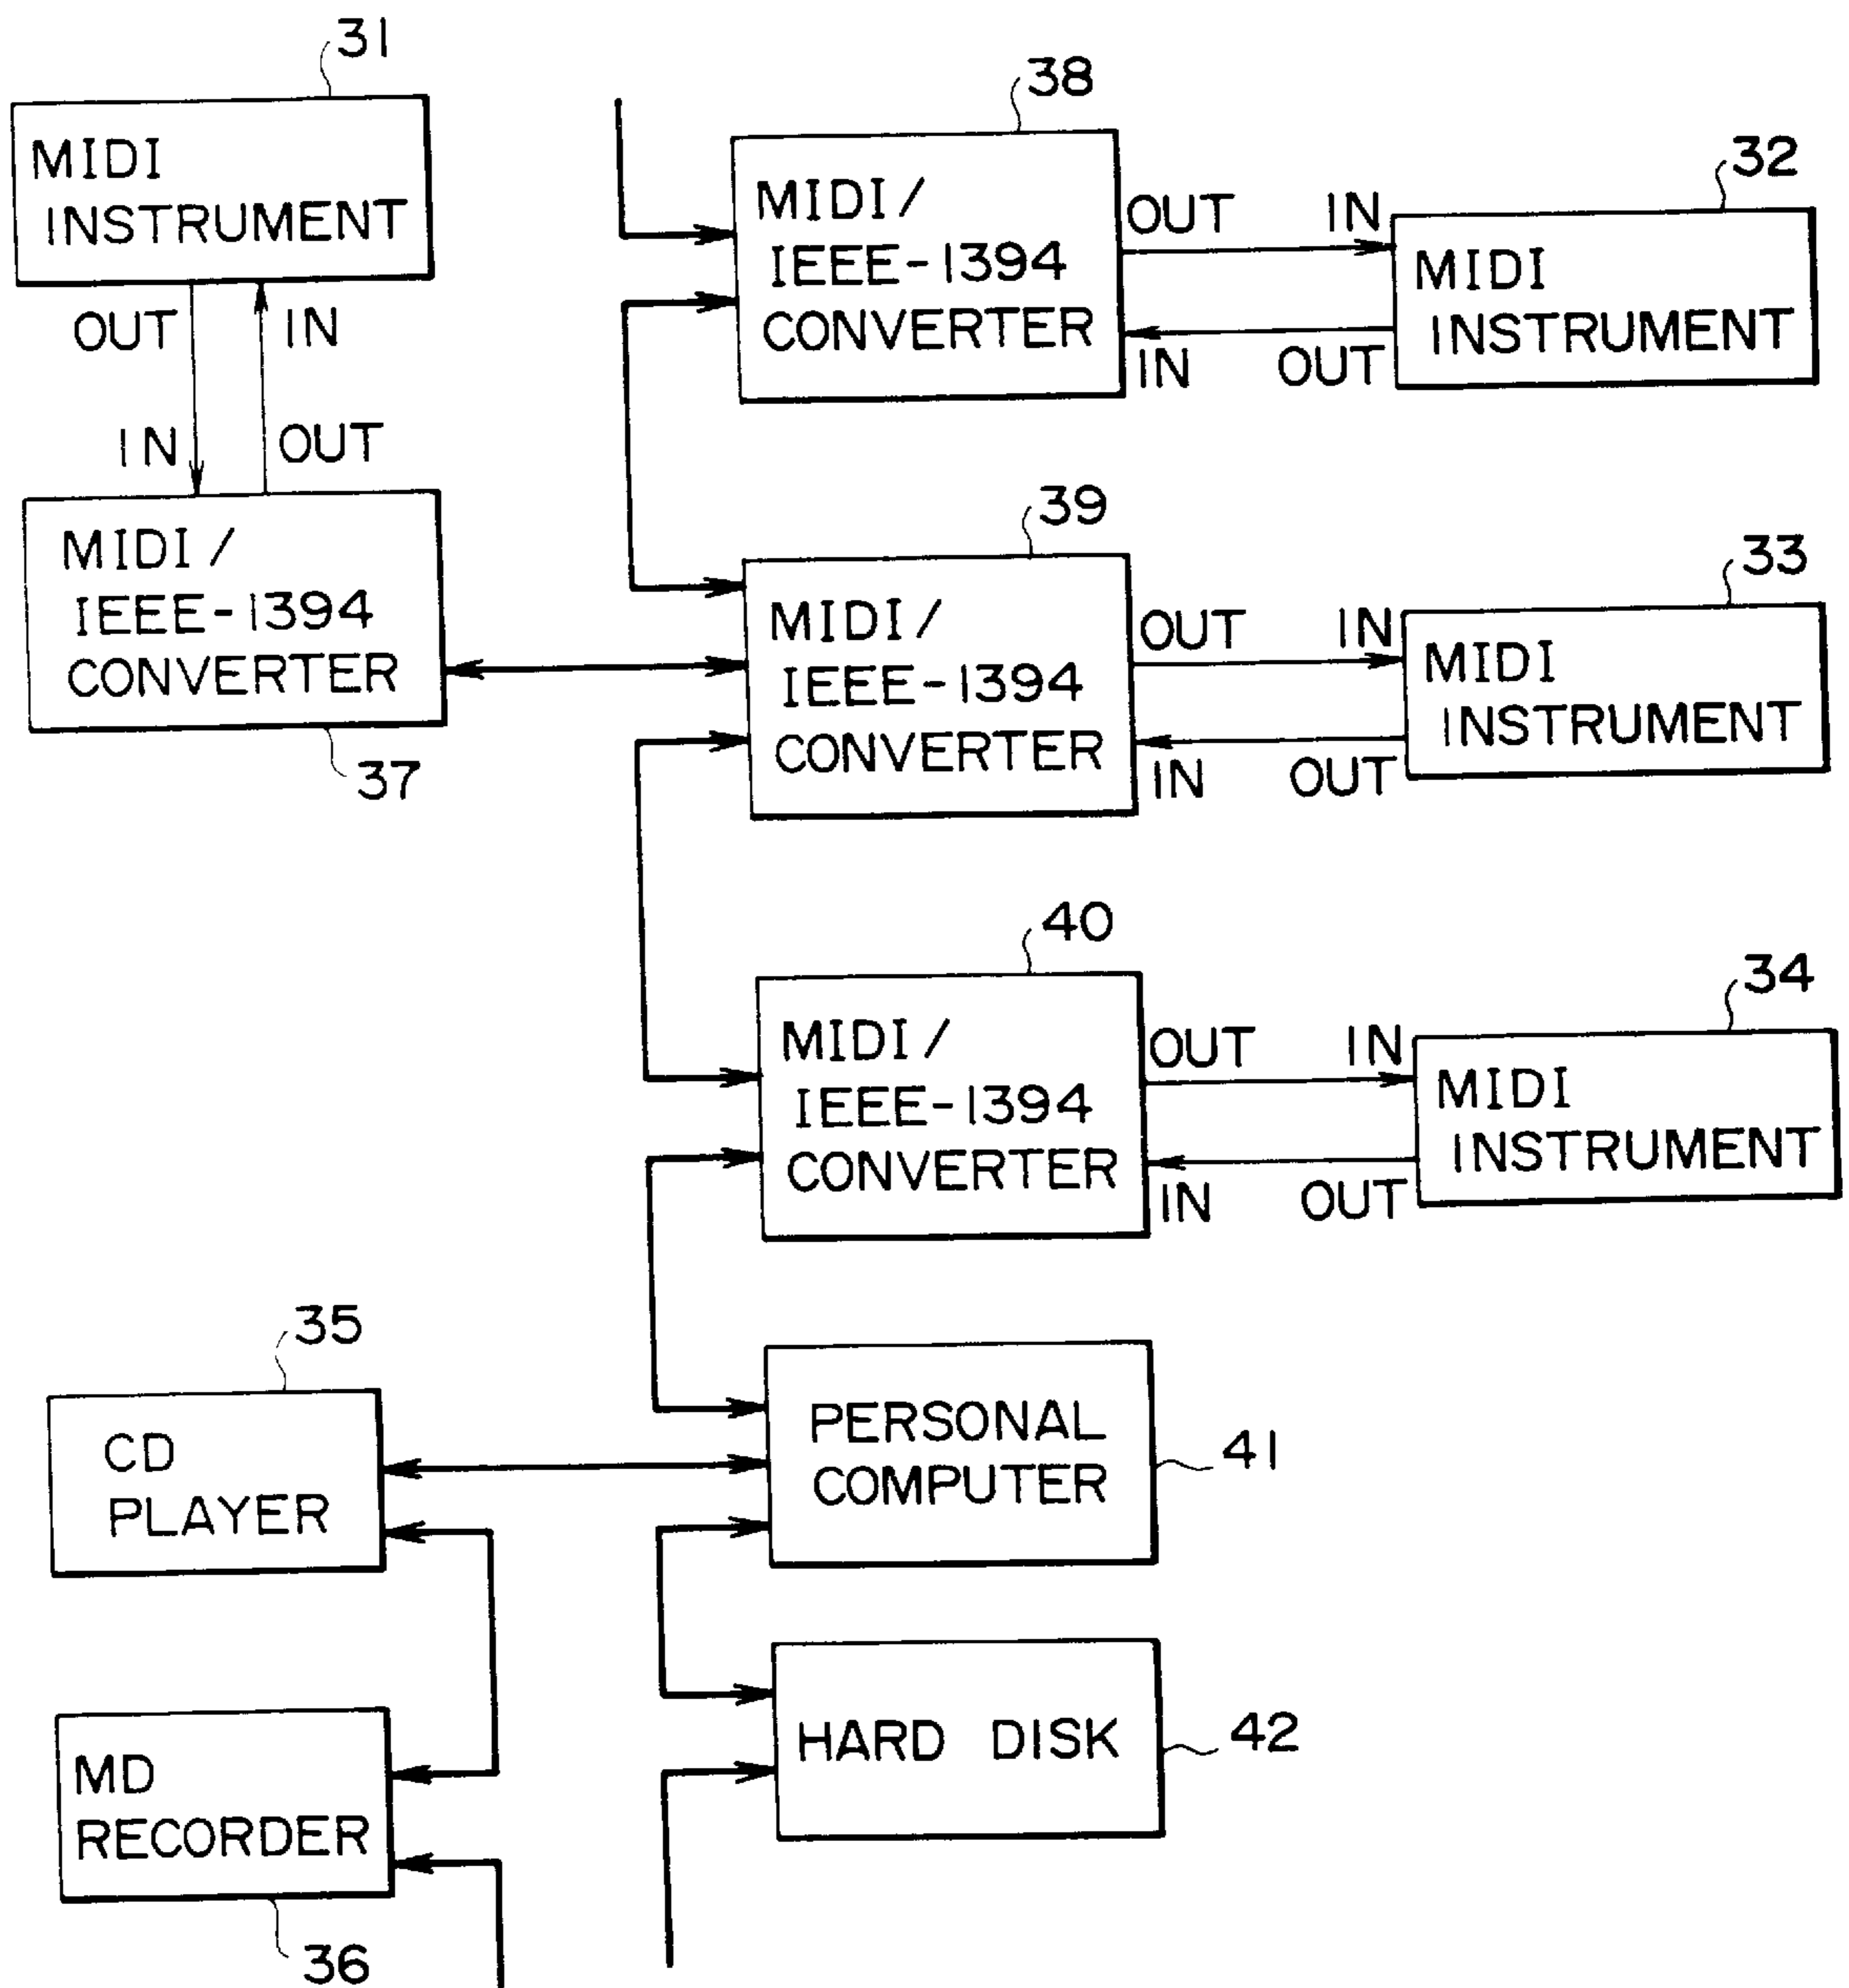 31
MIDI
INSTRUMENT
OUT
IN
IN
OUT
MIDI/
IEEE-1394
CONVERTER
37
38
MIDI/
IEEE-1394
CONVERTER
OUT
IN
IN
OUT
32
MIDI
INSTRUMENT
39
MIDI/
IEEE-1394
CONVERTER
OUT
IN
IN
OUT
33
MIDI
INSTRUMENT
40
MIDI/
IEEE-1394
CONVERTER
OUT
IN
IN
OUT
34
MIDI
INSTRUMENT
35
CD
PLAYER
PERSONAL
COMPUTER
41
MD
RECORDER
36
HARD DISK
42